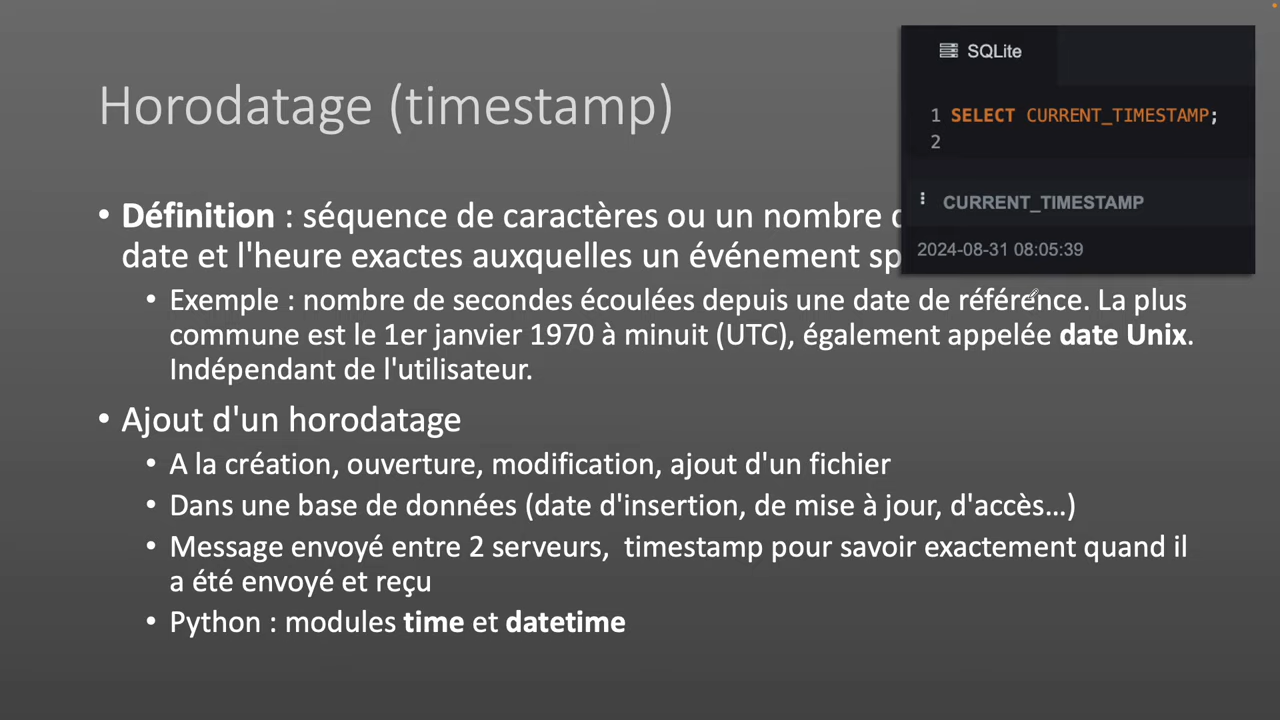 Horodatage (timestamp)
SQLite
1 SELECT CURRENT_TIMESTAMP;
2
CURRENT_TIMESTAMP
2024-08-31 08:05:39
• Définition : séquence de caractères ou un nombre
date et l'heure exactes auxquelles un événement
• Exemple : nombre de secondes écoulées depuis une date de référence. La plus
commune est le 1er janvier 1970 à minuit (UTC), également appelée date Unix.
Indépendant de l'utilisateur.
• Ajout d'un horodatage
• A la création, ouverture, modification, ajout d'un fichier
• Dans une base de données (date d'insertion, de mise à jour, d'accès…)
• Message envoyé entre 2 serveurs,  timestamp pour savoir exactement quand il
a été envoyé et reçu
• Python : modules time et datetime